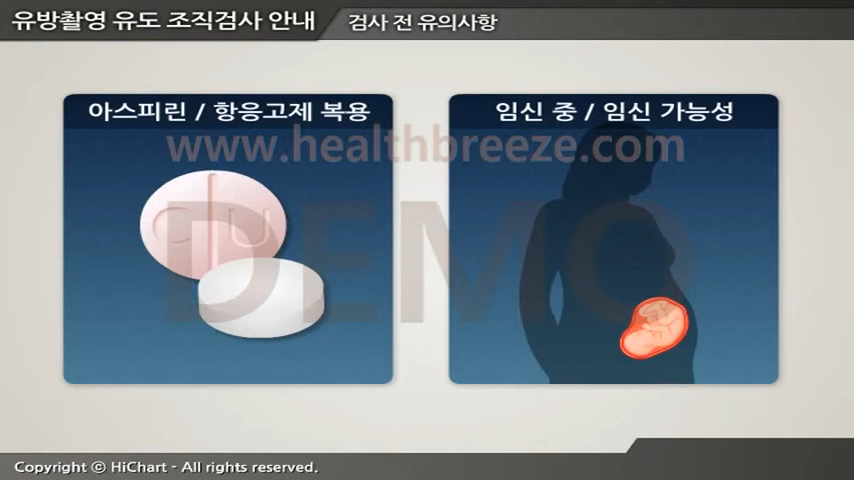 유방촬영 유도 조직검사 안내
검사 전 유의사항
아스피린 / 항응고제 복용
임신 중 / 임신 가능성
www.healthbreeze.com
DEMO
C U
Copyright ⓒ HiChart - All rights reserved.